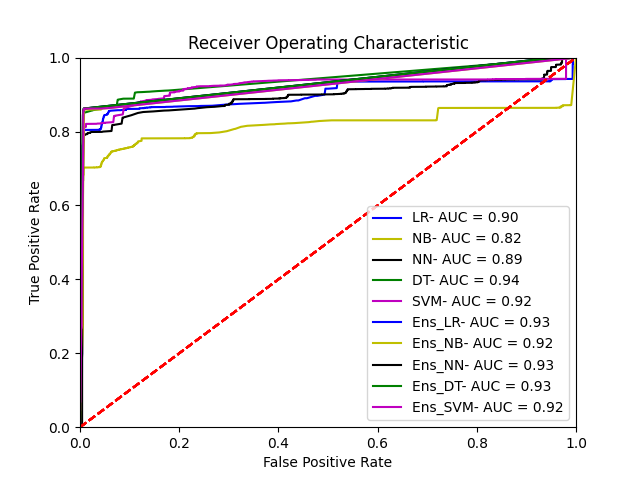 Receiver Operating Characteristic
True Positive Rate
1.0
0.8
0.6
0.4
0.2
0.0
LR- AUC = 0.90
NB- AUC = 0.82
NN- AUC = 0.89
DT- AUC = 0.94
SVM- AUC = 0.92
Ens_LR- AUC = 0.93
Ens_NB- AUC = 0.92
Ens_NN- AUC = 0.93
Ens_DT- AUC = 0.93
Ens_SVM- AUC = 0.92
0.0 0.2 0.4 0.6 0.8 1.0
False Positive Rate